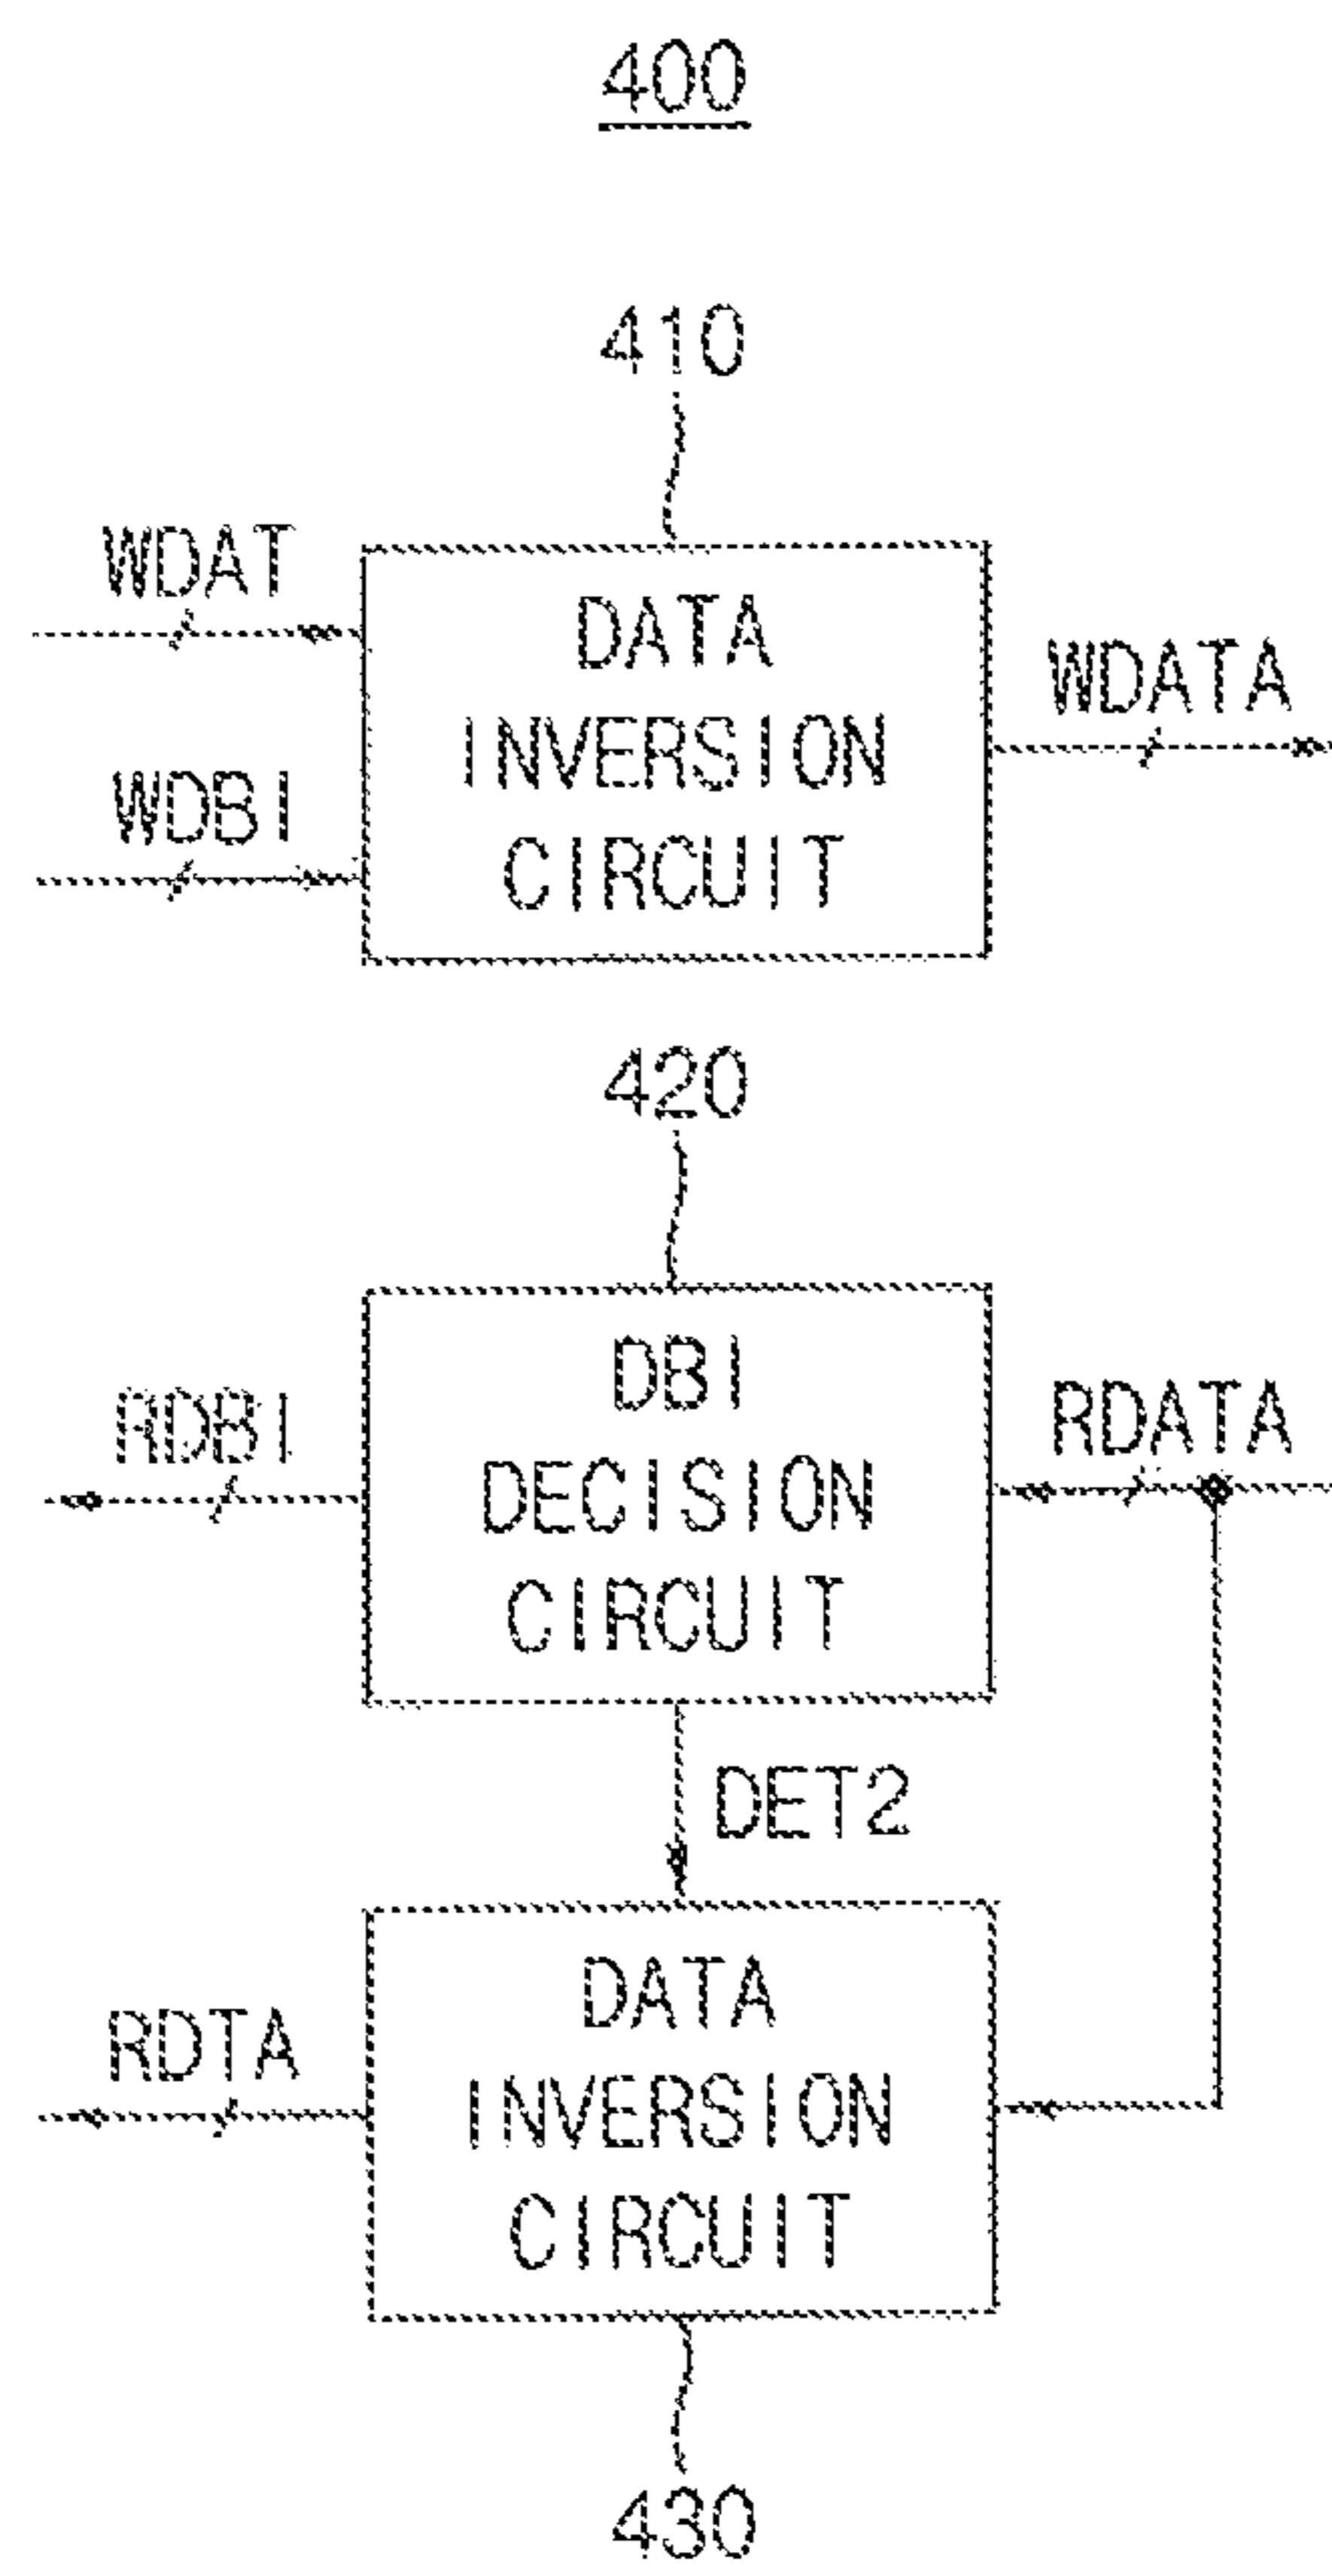 400
410
WDAT
DATA
INVERSION
CIRCUIT
WDATA
WDBI
420
DBI
DECISION
CIRCUIT
RDBI
RDATA
DET2
DATA
INVERSION
CIRCUIT
RDTA
430